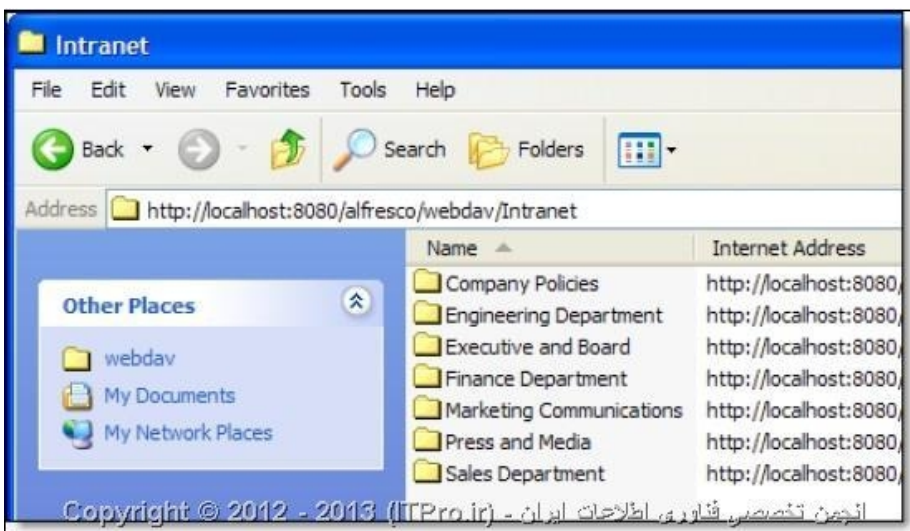 Intranet
File Edit View Favorites Tools Help
Back Search Folders
Address http://localhost:8080/alfresco/webdav/Intranet
Name Internet Address
Other Places
webdav
My Documents
My Network Places
Company Policies http://localhost:8080/
Engineering Department http://localhost:8080/
Executive and Board http://localhost:8080/
Finance Department http://localhost:8080/
Marketing Communications http://localhost:8080/
Press and Media http://localhost:8080/
Sales Department http://localhost:8080/
Copyright © 2012 - 2013 (ITPro.ir) - انجمن تخصصی فناوری اطلاعات ایران